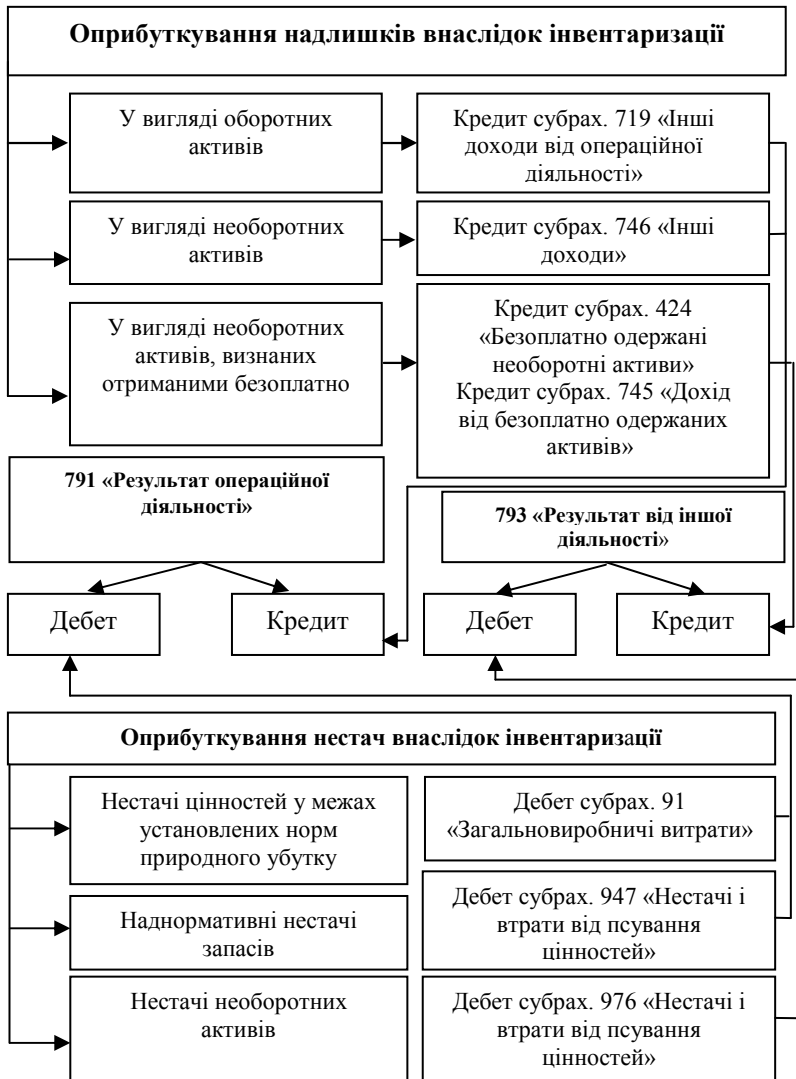 Оприбуткування надлишків внаслідок інвентаризації
У вигляді оборотних
активів
Кредит субрах. 719 «Інші
доходи від операційної
діяльності»
У вигляді необоротних
активів
Кредит субрах. 746 «Інші
доходи»
У вигляді необоротних
активів, визнаних
отриманими безоплатно
Кредит субрах. 424
«Безоплатно одержані
необоротні активи»
Кредит субрах. 745 «Дохід
від безоплатно одержаних
активів»
791 «Результат операційної
діяльності»
793 «Результат від іншої
діяльності»
Дебет
Кредит
Дебет
Кредит
Оприбуткування нестач внаслідок інвентаризації
Нестачі цінностей у межах
установлених норм
природного убутку
Дебет субрах. 91
«Загальновиробничі витрати»
Наднормативні нестачі
запасів
Дебет субрах. 947 «Нестачі і
втрати від псування
цінностей»
Нестачі необоротних
активів
Дебет субрах. 976 «Нестачі і
втрати від псування
цінностей»